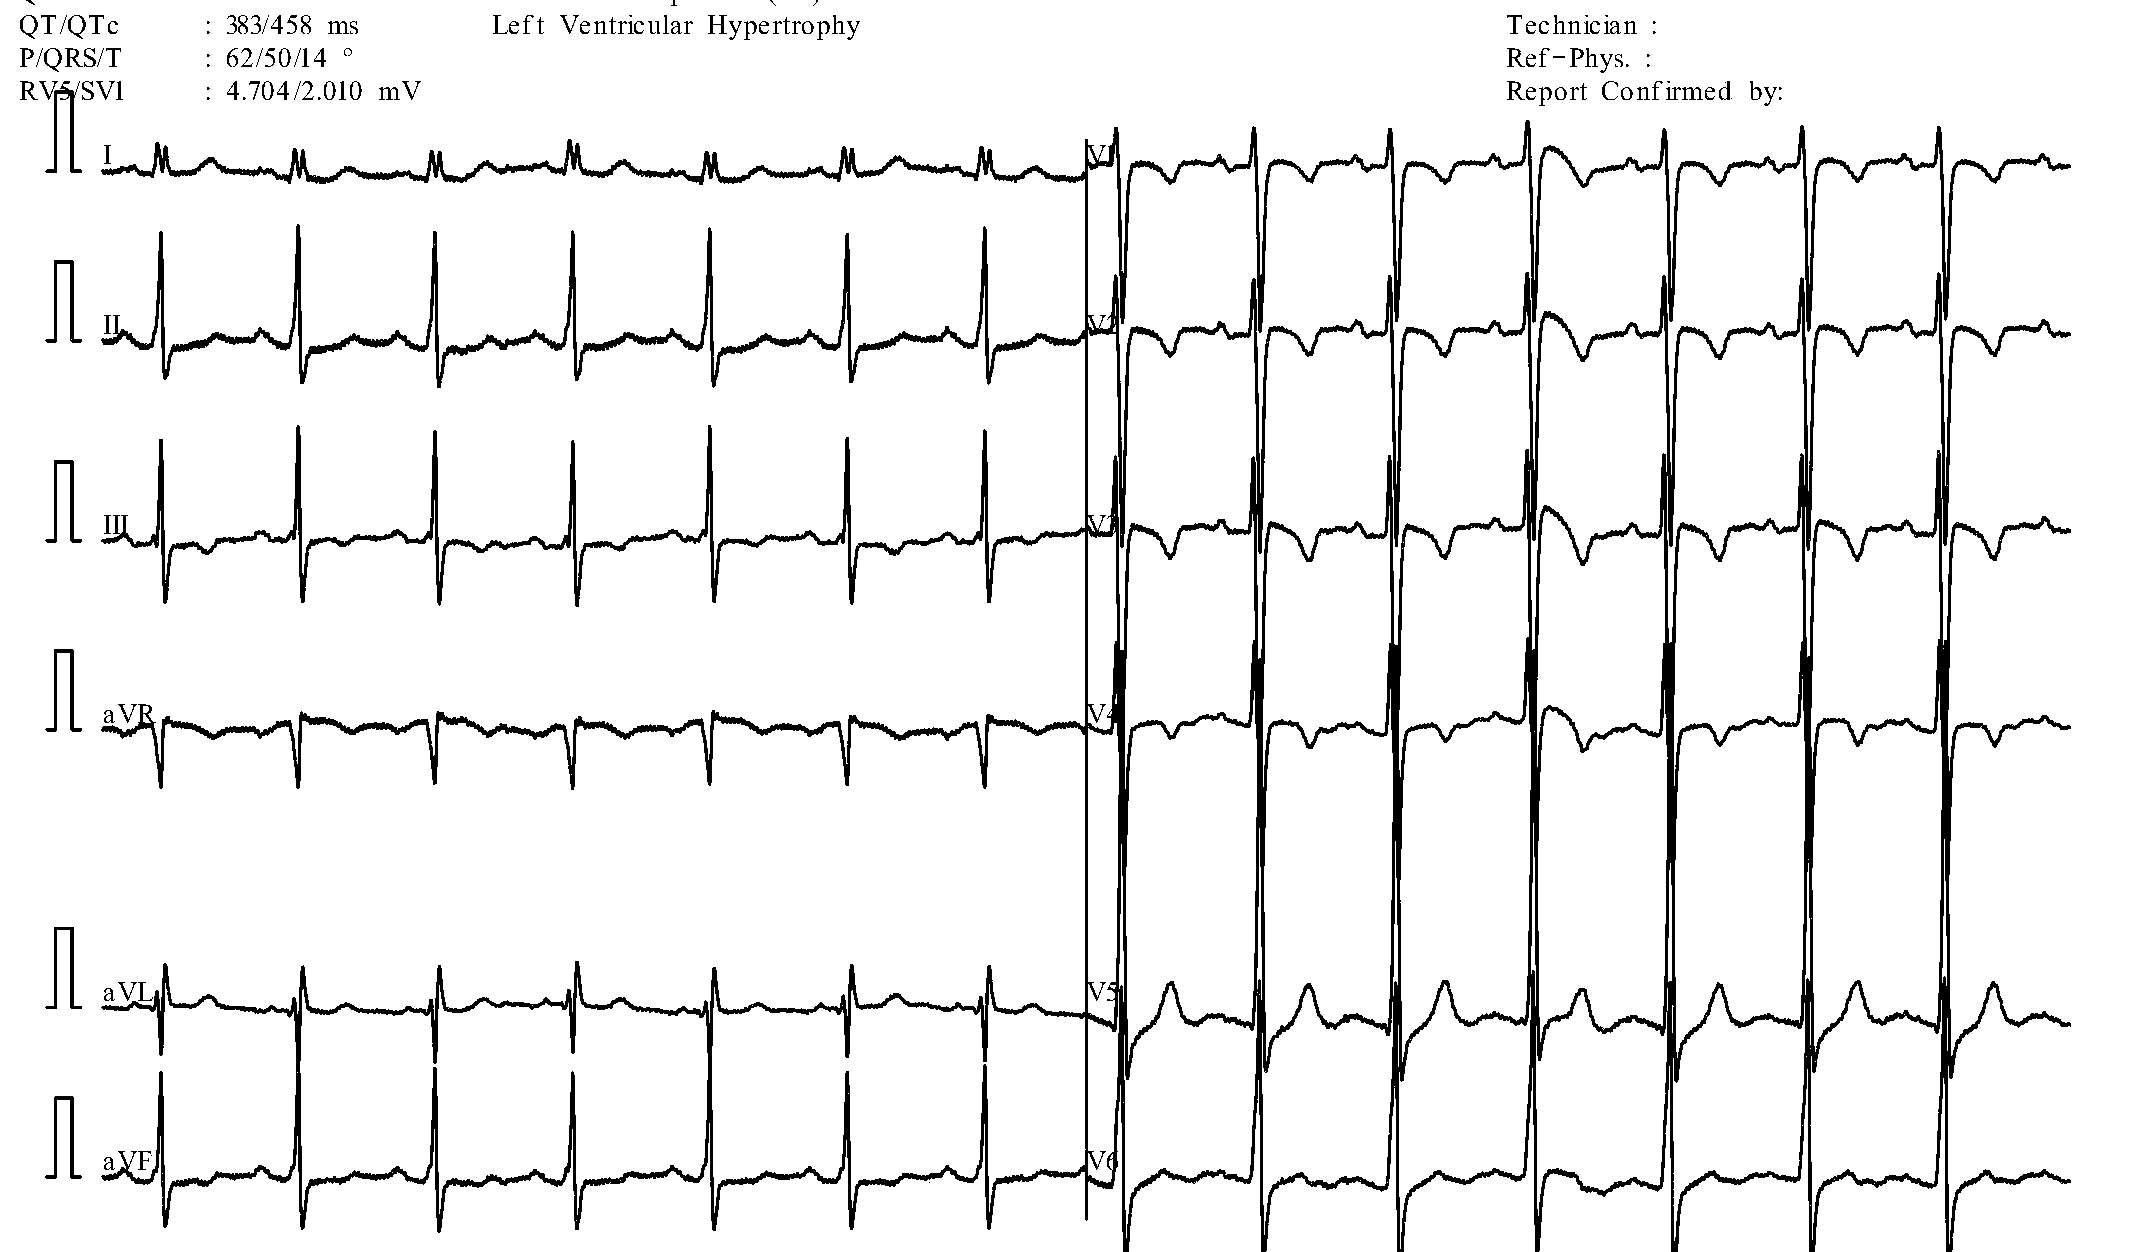 QT/QTc : 383/458 ms
P/QRS/T : 62/50/14 °
RV5/SV1 : 4.704/2.010 mV
Left Ventricular Hypertrophy
Technician :
Ref-Phys. :
Report Confirmed by:
I
II
III
aVR
aVL
aVF
V1
V2
V3
V4
V5
V6